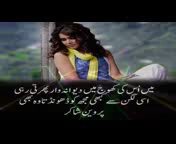 میں اُس کی کھوج میں دیوانہ وار پھرتی رہی
اسی لگن سے کبھی مجھ کو ڈھونڈتا وہ بھی
پروین شاکر